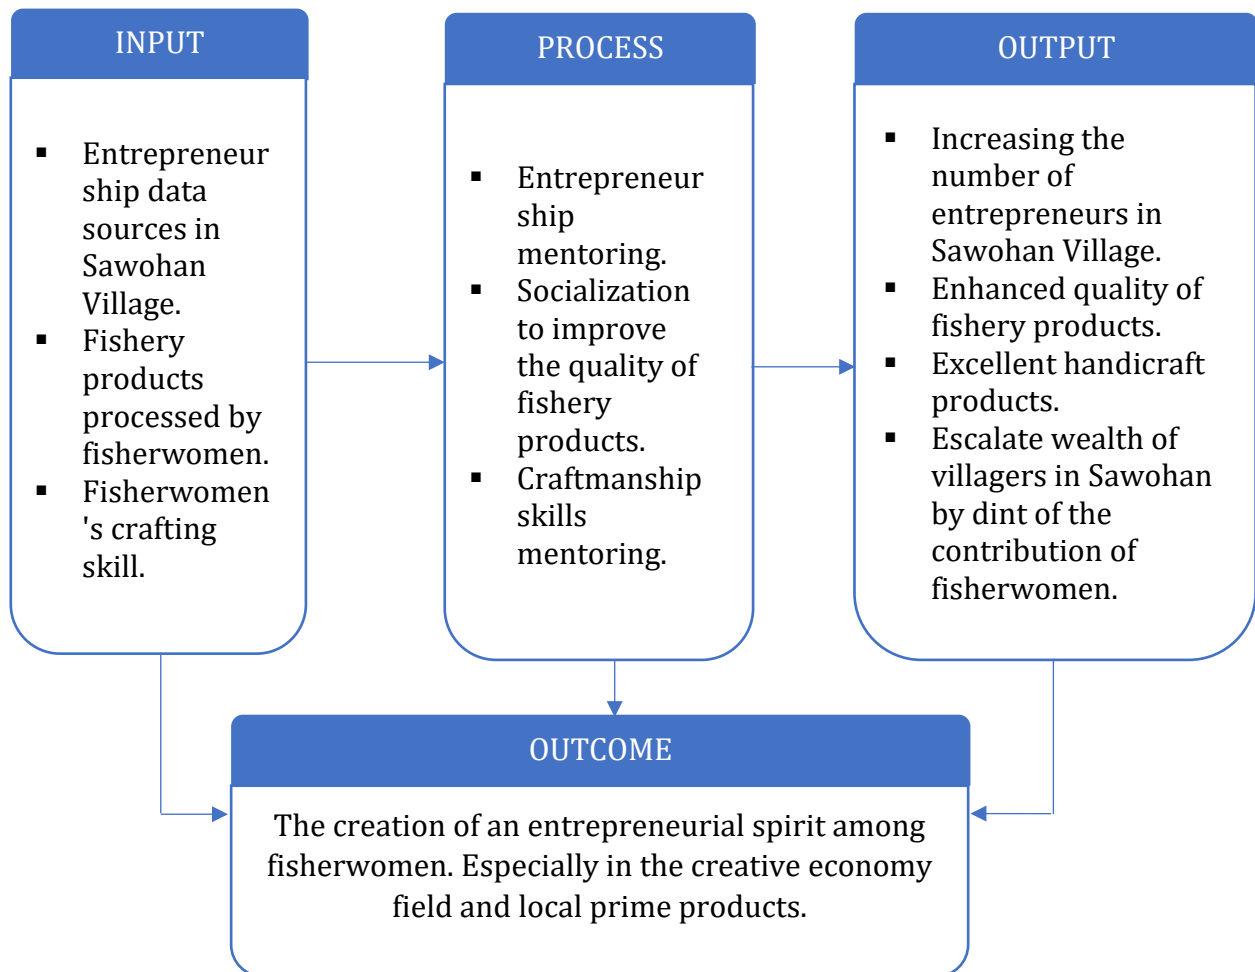 INPUT
▪ Entrepreneur
ship data
sources in
Sawohan
Village.
▪ Fishery
products
processed by
fisherwomen.
▪ Fisherwomen
's crafting
skill.
PROCESS
▪ Entrepreneur
ship
mentoring.
▪ Socialization
to improve
the quality of
fishery
products.
▪ Craftmanship
skills
mentoring.
OUTPUT
▪ Increasing the
number of
entrepreneurs in
Sawohan Village.
▪ Enhanced quality of
fishery products.
▪ Excellent handicraft
products.
▪ Escalate wealth of
villagers in Sawohan
by dint of the
contribution of
fisherwomen.
OUTCOME
The creation of an entrepreneurial spirit among
fisherwomen. Especially in the creative economy
field and local prime products.